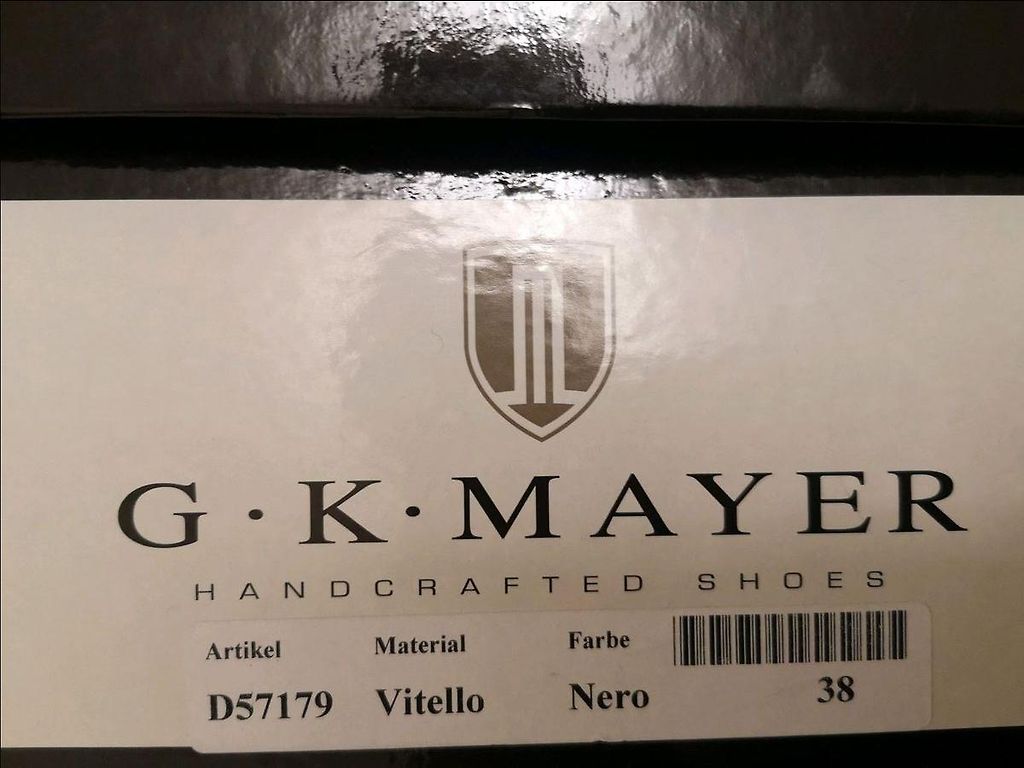 G·K·MAYER
HANDCRAFTED SHOES
Artikel Material Farbe
D57179 Vitello Nero 38